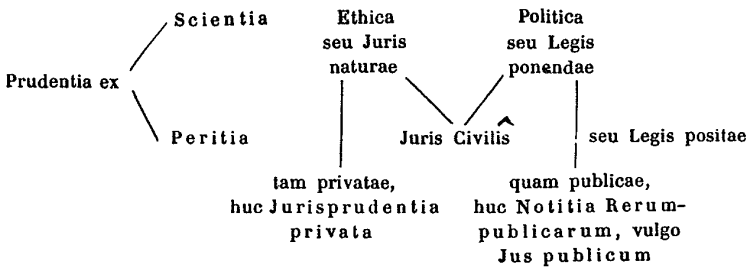 Scientia
Ethica
seu Juris
naturae
Politica
seu Legis
ponendae
Prudentia ex
Peritia
Juris Civilis
seu Legis positae
tam privatae,
huc Jurisprudentia
privata
quam publicae,
huc Notitia Rerum-
publicarum, vulgo
Jus publicum